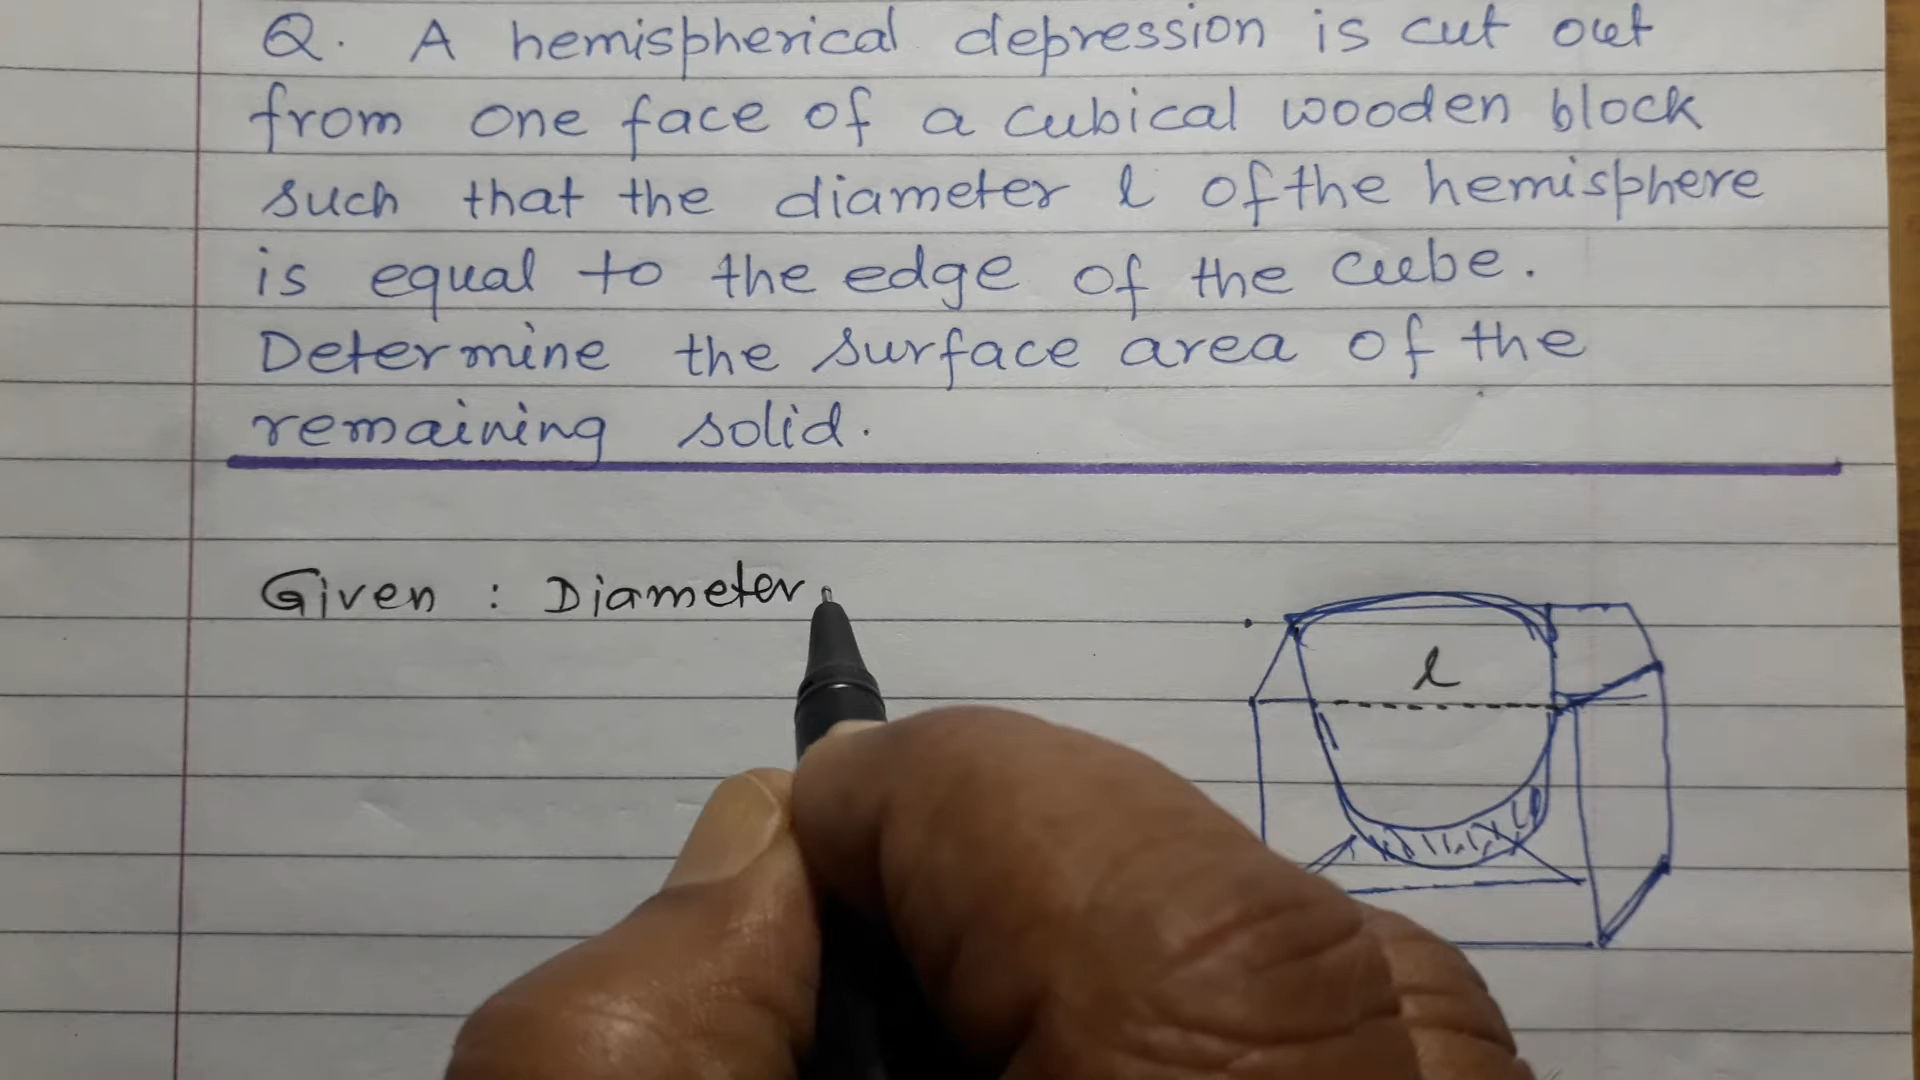 Q. A hemispherical depression is cut out
from one face of a cubical wooden block
such that the diameter l of the hemisphere
is equal to the edge of the cube.
Determine the surface area of the
remaining solid.
Given : Diameter
l